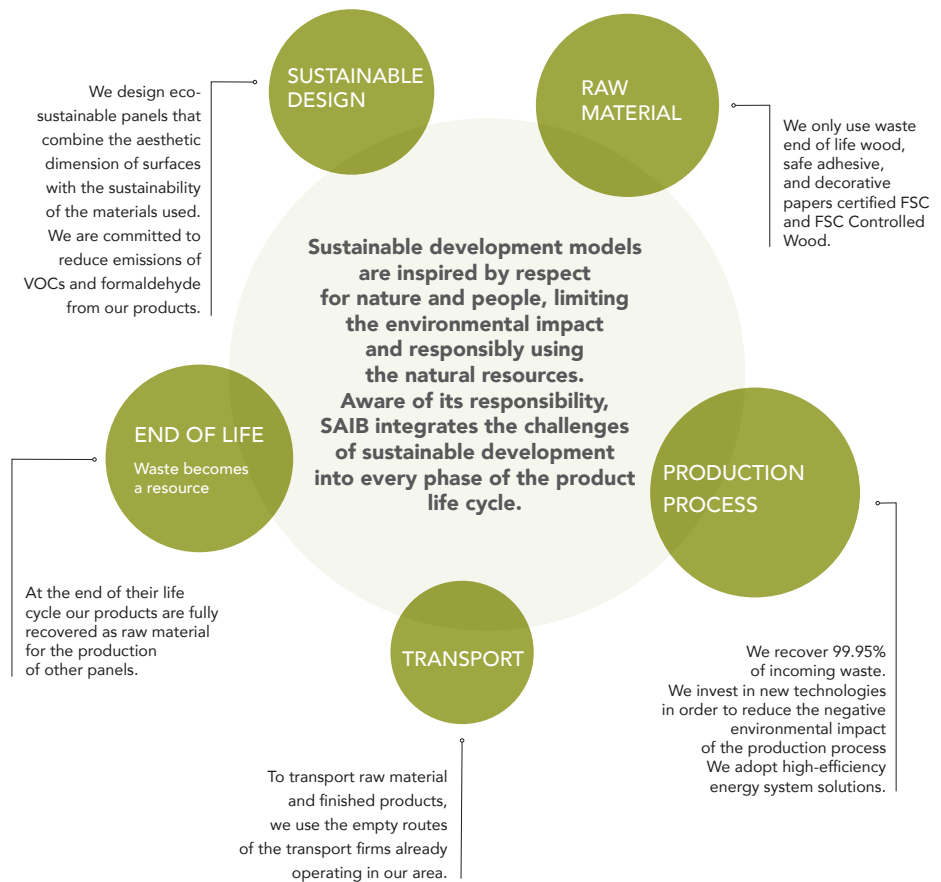 SUSTAINABLE
DESIGN
We design eco-
sustainable panels that
combine the aesthetic
dimension of surfaces
with the sustainability
of the materials used.
We are committed to
reduce emissions of
VOCs and formaldehyde
from our products.
RAW
MATERIAL
We only use waste
end of life wood,
safe adhesive,
and decorative
papers certified FSC
and FSC Controlled
Wood.
Sustainable development models
are inspired by respect
for nature and people, limiting
the environmental impact
and responsibly using
the natural resources.
Aware of its responsibility,
SAIB integrates the challenges
of sustainable development
into every phase of the product
life cycle.
END OF LIFE
Waste becomes
a resource
At the end of their life
cycle our products are fully
recovered as raw material
for the production
of other panels.
PRODUCTION
PROCESS
We recover 99.95%
of incoming waste.
We invest in new technologies
in order to reduce the negative
environmental impact
of the production process
We adopt high-efficiency
energy system solutions.
TRANSPORT
To transport raw material
and finished products,
we use the empty routes
of the transport firms already
operating in our area.